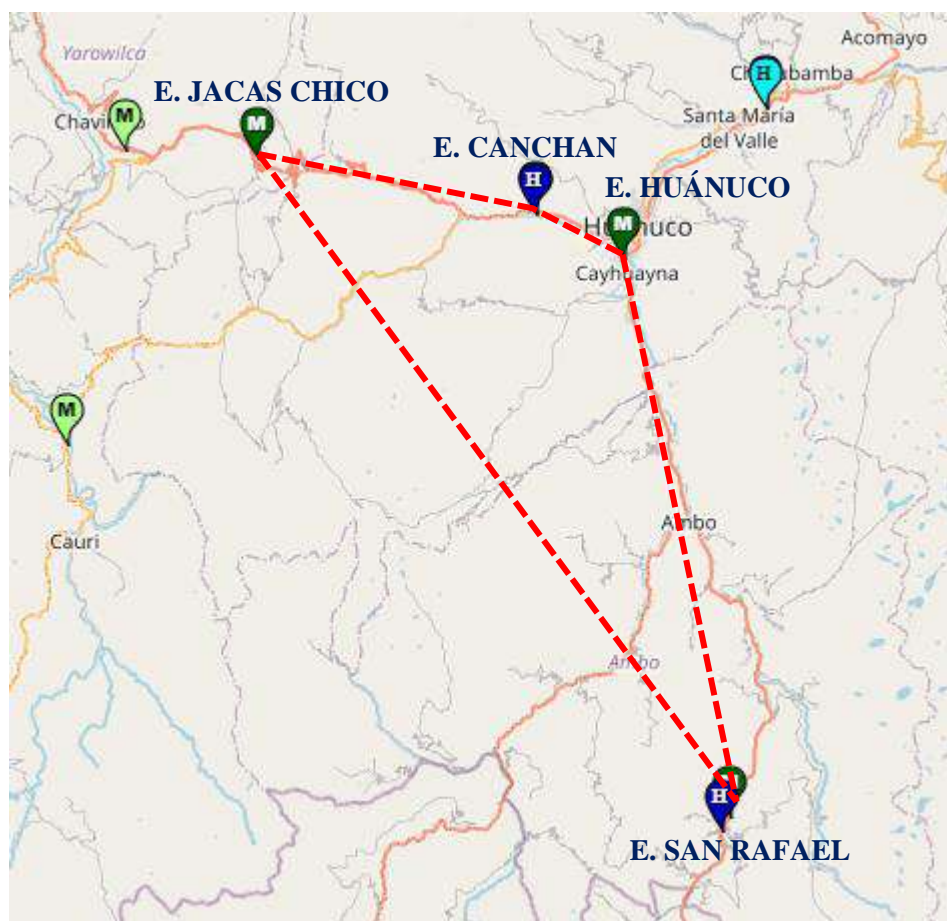 Acomayo
Yarowilca
H
E. JACAS CHICO
M
M
Santa María
del Valle
E. CANCHAN
H
E. HUÁNUCO
M
Cayhuayna
M
Ambo
Cauri
Ambo
H
E. SAN RAFAEL